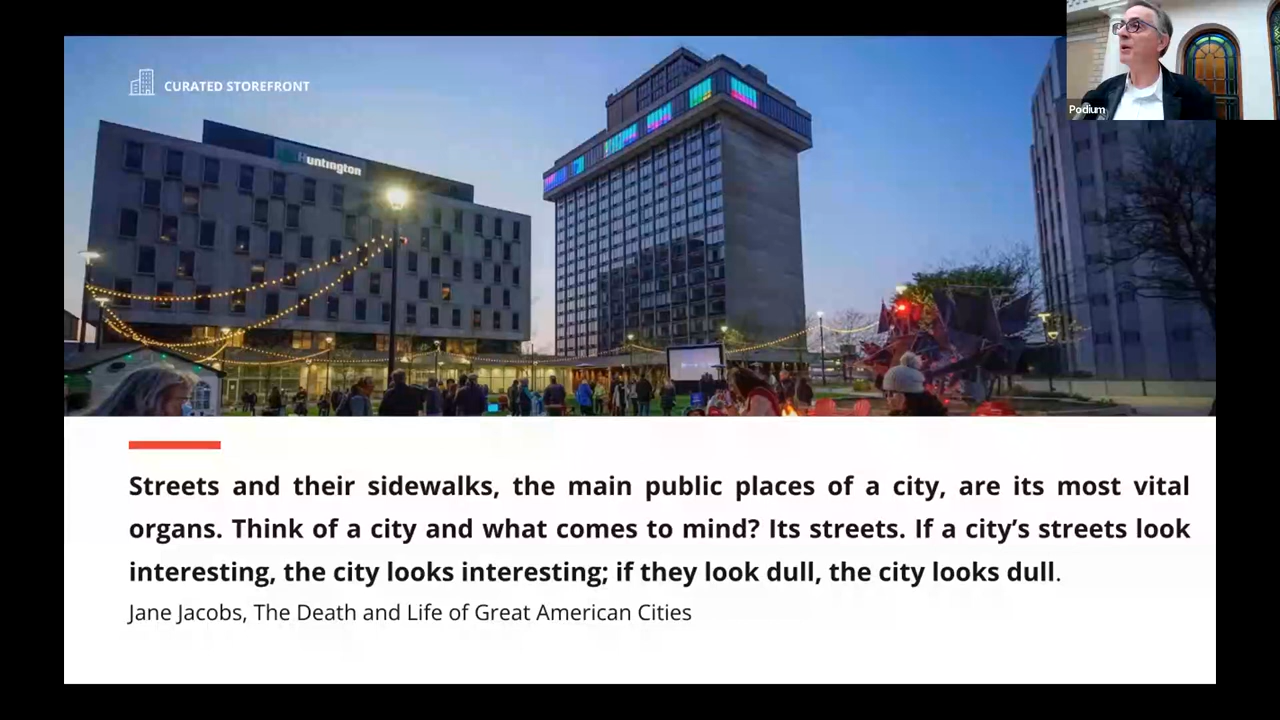 Podium
CURATED STOREFRONT
Huntington
Streets and their sidewalks, the main public places of a city, are its most vital
organs. Think of a city and what comes to mind? Its streets. If a city’s streets look
interesting, the city looks interesting; if they look dull, the city looks dull.
Jane Jacobs, The Death and Life of Great American Cities